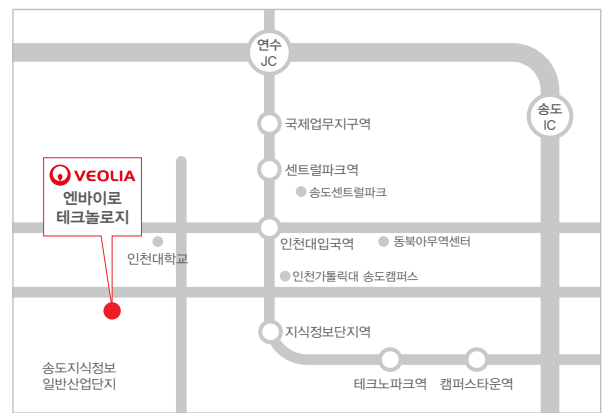 연수
JC
송도
IC
국제업무지구역
센트럴파크역
송도센트럴파크
VEOLIA
엔바이로
테크놀로지
인천대학교
인천대입국역
동북아무역센터
인천가톨릭대 송도캠퍼스
지식정보단지역
송도지식정보
일반산업단지
테크노파크역
캠퍼스타운역